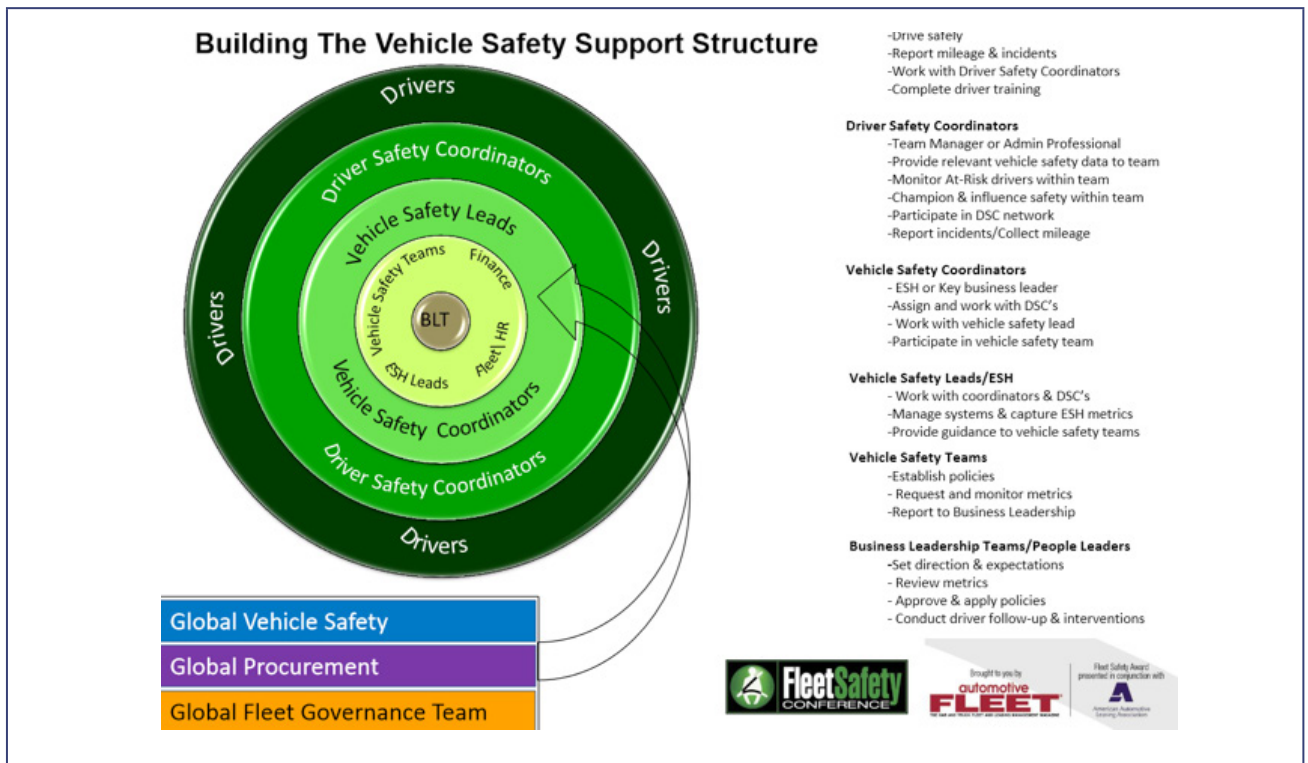 Building The Vehicle Safety Support Structure
Drivers
Driver Safety Coordinators
Vehicle Safety Leads
Vehicle Safety Teams
Finance
BLT
Fleet\ HR
ESH Leads
Vehicle Safety Coordinators
Driver Safety Coordinators
Drivers
Drivers
Drivers
Global Vehicle Safety
Global Procurement
Global Fleet Governance Team
-Drive safely
-Report mileage & incidents
-Work with Driver Safety Coordinators
-Complete driver training
Driver Safety Coordinators
-Team Manager or Admin Professional
-Provide relevant vehicle safety data to team
-Monitor At-Risk drivers within team
-Champion & influence safety within team
-Participate in DSC network
-Report incidents/Collect mileage
Vehicle Safety Coordinators
- ESH or Key business leader
-Assign and work with DSC's
- Work with vehicle safety lead
-Participate in vehicle safety team
Vehicle Safety Leads/ESH
- Work with coordinators & DSC's
-Manage systems & capture ESH metrics
-Provide guidance to vehicle safety teams
Vehicle Safety Teams
-Establish policies
- Request and monitor metrics
-Report to Business Leadership
Business Leadership Teams/People Leaders
-Set direction & expectations
- Review metrics
- Approve & apply policies
- Conduct driver follow-up & interventions
FleetSafety
CONFERENCE
Brought to you by
automotive
FLEET
THE CAR AND TRUCK FLEET AND LEASING MANAGEMENT MAGAZINE
Fleet Safety Award
presented in conjunction with
American Automotive
Leasing Association